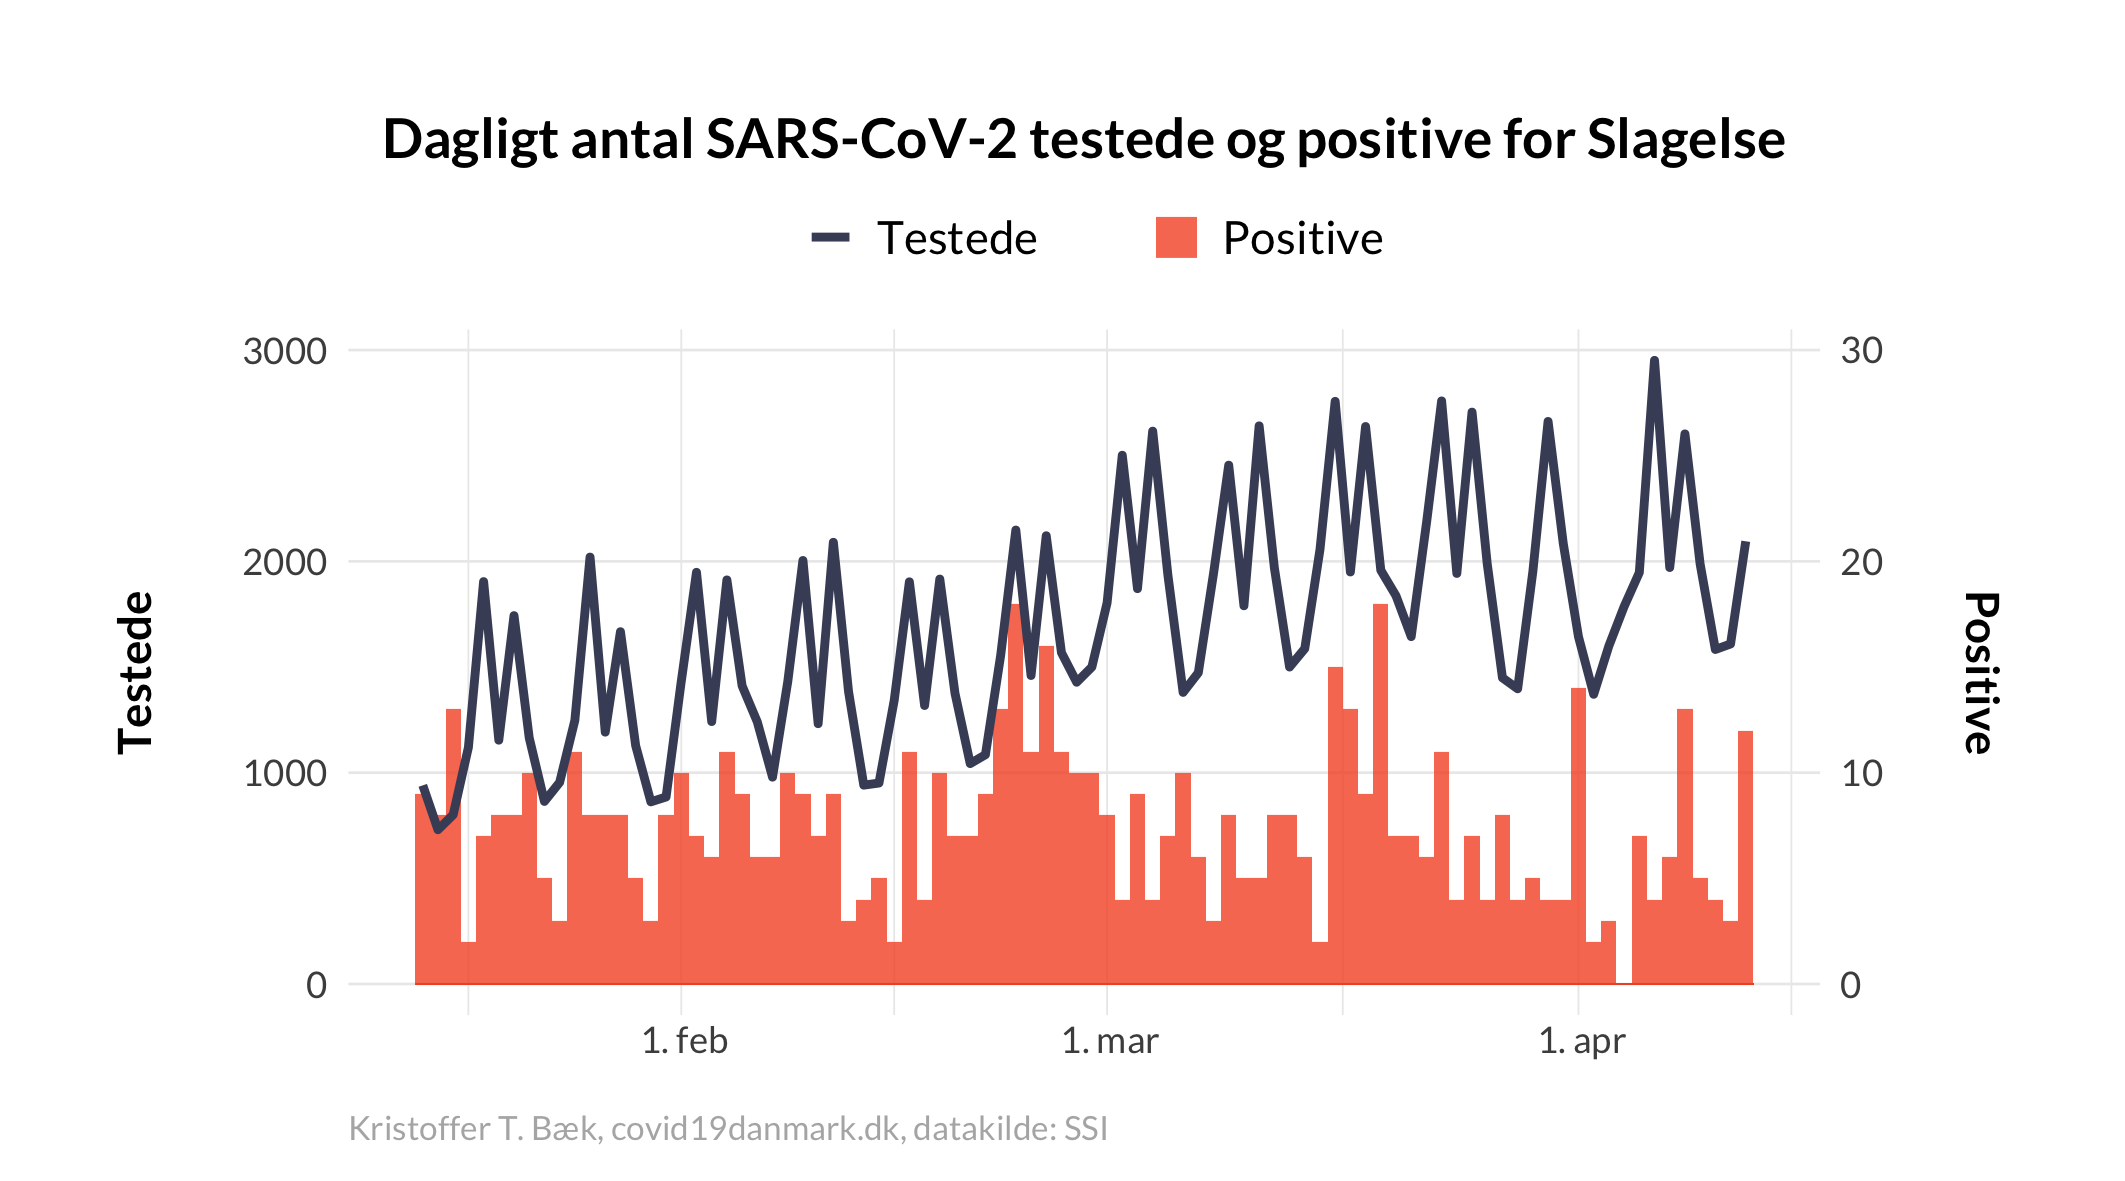 Dagligt antal SARS-CoV-2 testede og positive for Slagelse
Testede
Positive
3000
2000
1000
0
30
20
10
0
Testede
Positive
1. feb
1. mar
1. apr
Kristoffer T. Bæk, covid19danmark.dk, datakilde: SSI